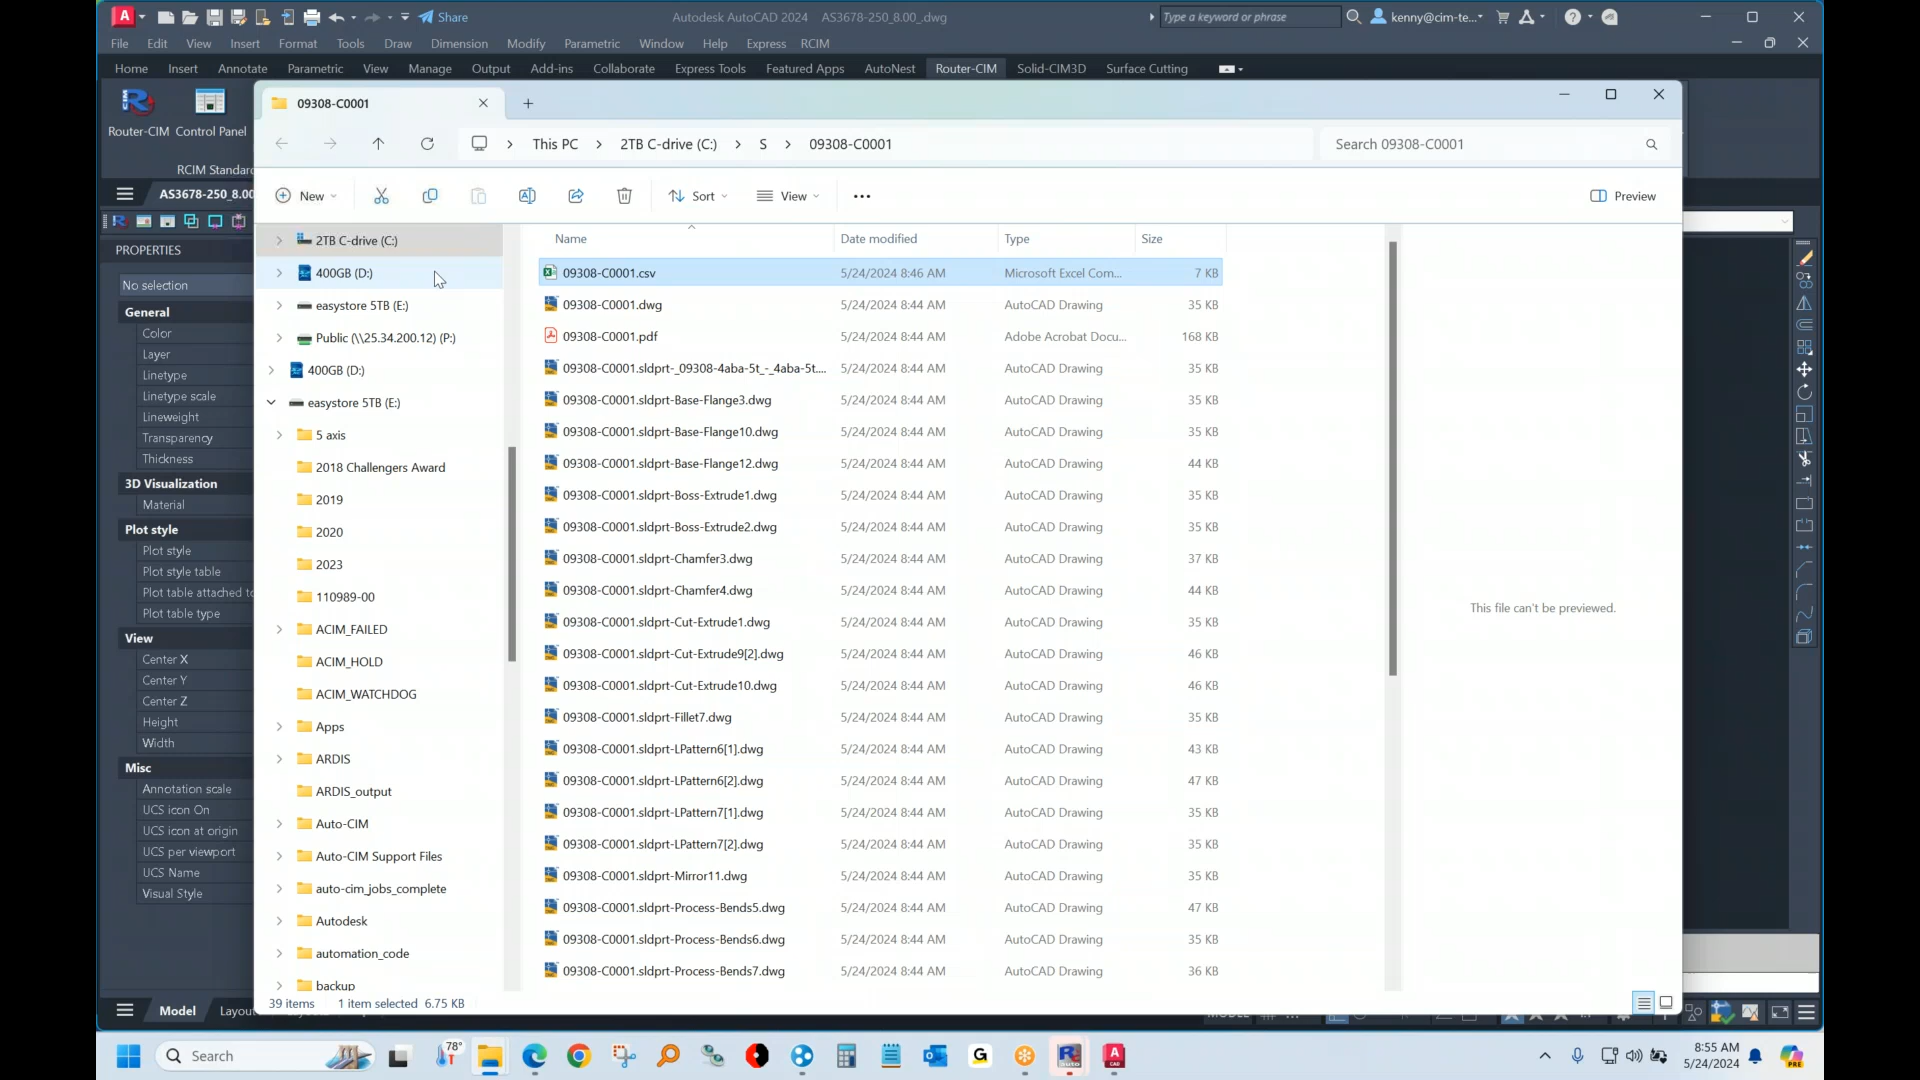 Share
Autodesk AutoCAD 2024 AS3678-250_8.00_.dwg
Type a keyword or phrase
kenny@cim-te...
File Edit View Insert Format Tools Draw Dimension Modify Parametric Window Help Express RCIM
Home Insert Annotate Parametric View Manage Output Add-ins Collaborate Express Tools Featured Apps AutoNest Router-CIM Solid-CIM3D Surface Cutting
Router-CIM Control Panel
RCIM Standard
AS3678-250_8.00
09308-C0001
This PC > 2TB C-drive (C:) > S > 09308-C0001
Search 09308-C0001
New Sort View Preview
PROPERTIES
No selection
General
Color
Layer
Linetype
Linetype scale
Lineweight
Transparency
Thickness
3D Visualization
Material
Plot style
Plot style
Plot style table
Plot table attached to
Plot table type
View
Center X
Center Y
Center Z
Height
Width
Misc
Annotation scale
UCS icon On
UCS icon at origin
UCS per viewport
UCS Name
Visual Style
2TB C-drive (C:)
400GB (D:)
easystore 5TB (E:)
Public (\\25.34.200.12) (P:)
400GB (D:)
easystore 5TB (E:)
5 axis
2018 Challengers Award
2019
2020
2023
110989-00
ACIM_FAILED
ACIM_HOLD
ACIM_WATCHDOG
Apps
ARDIS
ARDIS_output
Auto-CIM
Auto-CIM Support Files
auto-cim_jobs_complete
Autodesk
automation_code
backup
Name Date modified Type Size
09308-C0001.csv 5/24/2024 8:46 AM Microsoft Excel Com... 7 KB
09308-C0001.dwg 5/24/2024 8:44 AM AutoCAD Drawing 35 KB
09308-C0001.pdf 5/24/2024 8:44 AM Adobe Acrobat Docu... 168 KB
09308-C0001.sldprt-_09308-4aba-5t_-_4aba-5t.... 5/24/2024 8:44 AM AutoCAD Drawing 35 KB
09308-C0001.sldprt-Base-Flange3.dwg 5/24/2024 8:44 AM AutoCAD Drawing 35 KB
09308-C0001.sldprt-Base-Flange10.dwg 5/24/2024 8:44 AM AutoCAD Drawing 35 KB
09308-C0001.sldprt-Base-Flange12.dwg 5/24/2024 8:44 AM AutoCAD Drawing 44 KB
09308-C0001.sldprt-Boss-Extrude1.dwg 5/24/2024 8:44 AM AutoCAD Drawing 35 KB
09308-C0001.sldprt-Boss-Extrude2.dwg 5/24/2024 8:44 AM AutoCAD Drawing 35 KB
09308-C0001.sldprt-Chamfer3.dwg 5/24/2024 8:44 AM AutoCAD Drawing 37 KB
09308-C0001.sldprt-Chamfer4.dwg 5/24/2024 8:44 AM AutoCAD Drawing 44 KB
09308-C0001.sldprt-Cut-Extrude1.dwg 5/24/2024 8:44 AM AutoCAD Drawing 35 KB
09308-C0001.sldprt-Cut-Extrude9[2].dwg 5/24/2024 8:44 AM AutoCAD Drawing 46 KB
09308-C0001.sldprt-Cut-Extrude10.dwg 5/24/2024 8:44 AM AutoCAD Drawing 46 KB
09308-C0001.sldprt-Fillet7.dwg 5/24/2024 8:44 AM AutoCAD Drawing 35 KB
09308-C0001.sldprt-LPattern6[1].dwg 5/24/2024 8:44 AM AutoCAD Drawing 43 KB
09308-C0001.sldprt-LPattern6[2].dwg 5/24/2024 8:44 AM AutoCAD Drawing 47 KB
09308-C0001.sldprt-LPattern7[1].dwg 5/24/2024 8:44 AM AutoCAD Drawing 35 KB
09308-C0001.sldprt-LPattern7[2].dwg 5/24/2024 8:44 AM AutoCAD Drawing 35 KB
09308-C0001.sldprt-Mirror11.dwg 5/24/2024 8:44 AM AutoCAD Drawing 35 KB
09308-C0001.sldprt-Process-Bends5.dwg 5/24/2024 8:44 AM AutoCAD Drawing 47 KB
09308-C0001.sldprt-Process-Bends6.dwg 5/24/2024 8:44 AM AutoCAD Drawing 35 KB
09308-C0001.sldprt-Process-Bends7.dwg 5/24/2024 8:44 AM AutoCAD Drawing 36 KB
This file can't be previewed.
39 items 1 item selected 6.75 KB
Model Layou
MODEL
Search
78°
8:55 AM
5/24/2024